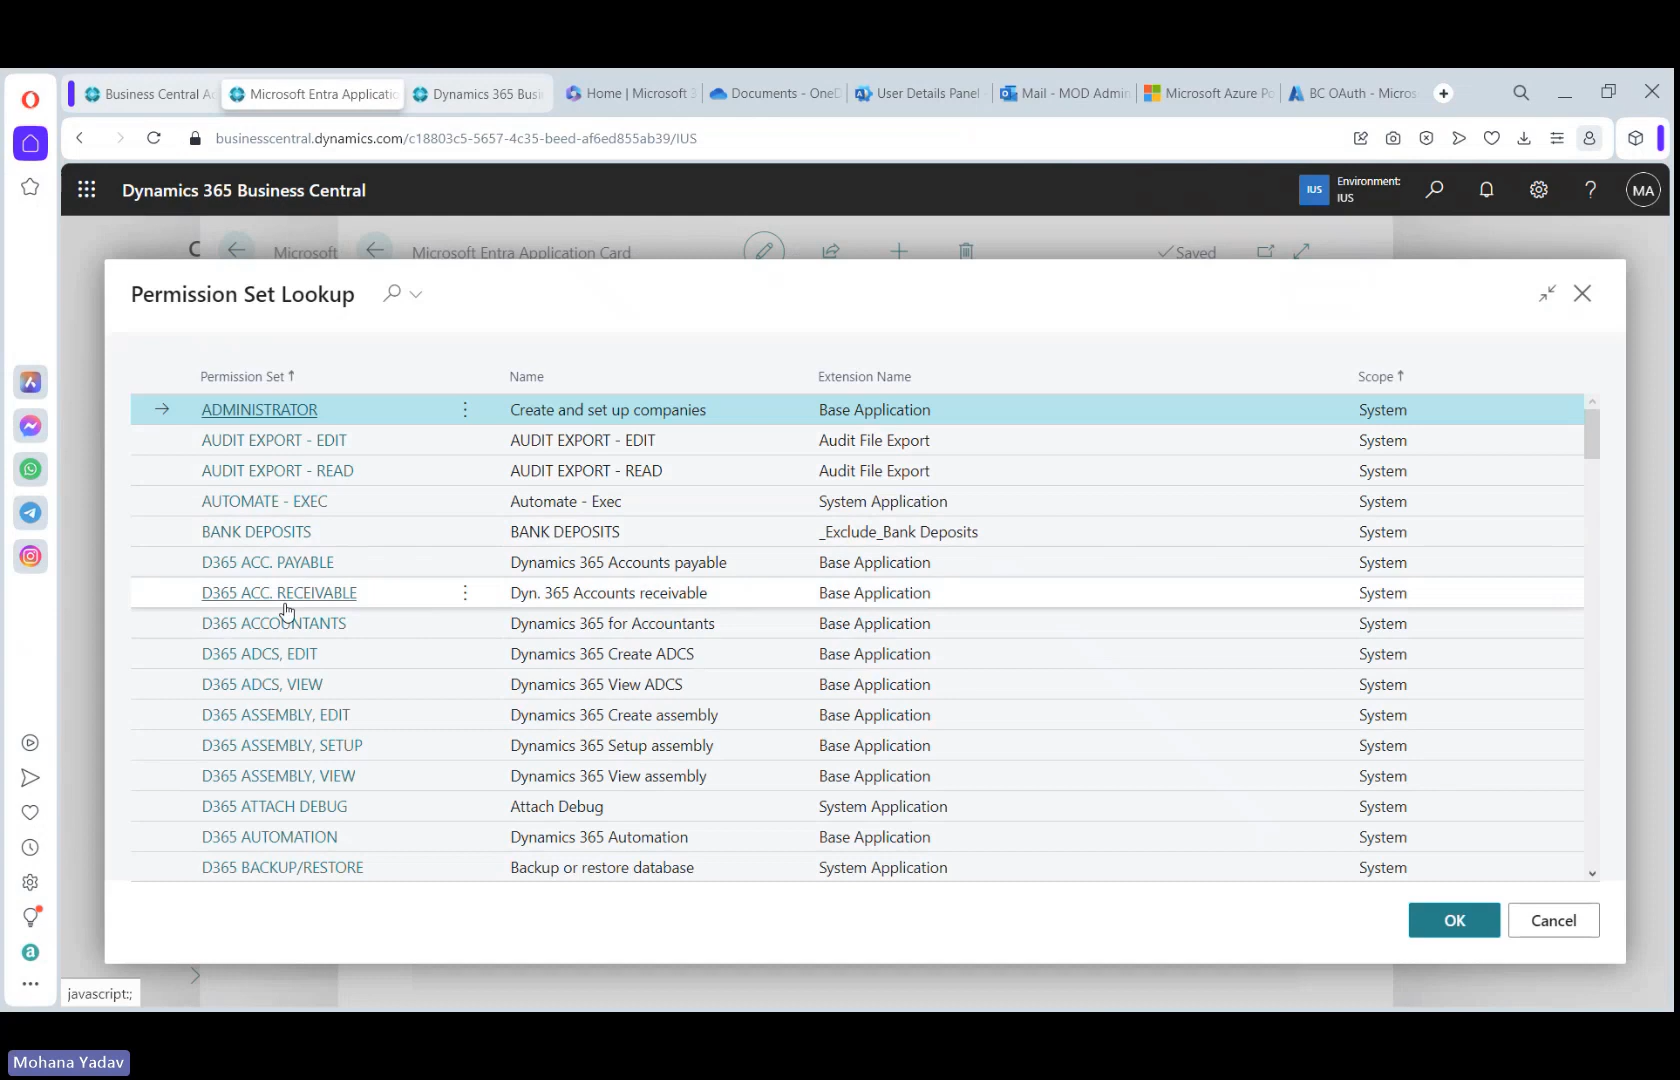 Business Central Ac
Microsoft Entra Applicatio
Dynamics 365 Busi
Home | Microsoft 3
Documents - OneD
User Details Panel
Mail - MOD Admin
Microsoft Azure Po
BC OAuth - Micros
businesscentral.dynamics.com/c18803c5-5657-4c35-beed-af6ed855ab39/IUS
Dynamics 365 Business Central
IUS
Environment:
IUS
?
MA
C
Microsoft
Microsoft Entra Application Card
Saved
Permission Set Lookup
Permission Set
Name
Extension Name
Scope
ADMINISTRATOR Create and set up companies Base Application System
AUDIT EXPORT - EDIT AUDIT EXPORT - EDIT Audit File Export System
AUDIT EXPORT - READ AUDIT EXPORT - READ Audit File Export System
AUTOMATE - EXEC Automate - Exec System Application System
BANK DEPOSITS BANK DEPOSITS _Exclude_Bank Deposits System
D365 ACC. PAYABLE Dynamics 365 Accounts payable Base Application System
D365 ACC. RECEIVABLE Dyn. 365 Accounts receivable Base Application System
D365 ACCOUNTANTS Dynamics 365 for Accountants Base Application System
D365 ADCS, EDIT Dynamics 365 Create ADCS Base Application System
D365 ADCS, VIEW Dynamics 365 View ADCS Base Application System
D365 ASSEMBLY, EDIT Dynamics 365 Create assembly Base Application System
D365 ASSEMBLY, SETUP Dynamics 365 Setup assembly Base Application System
D365 ASSEMBLY, VIEW Dynamics 365 View assembly Base Application System
D365 ATTACH DEBUG Attach Debug System Application System
D365 AUTOMATION Dynamics 365 Automation Base Application System
D365 BACKUP/RESTORE Backup or restore database System Application System
OK
Cancel
javascript:;
Mohana Yadav